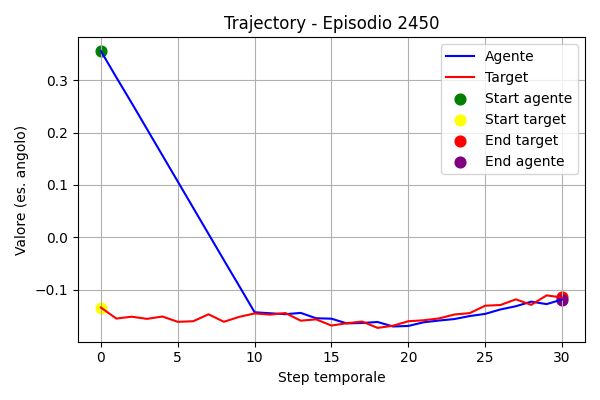 Trajectory - Episodio 2450
Agente
Target
Start agente
Start target
End target
End agente
Valore (es. angolo)
0.3
0.2
0.1
0.0
−0.1
0
5
10
15
20
25
30
Step temporale